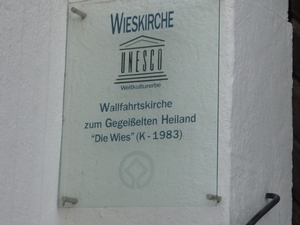 WIESKIRCHE
UNESCO
Weltkulturerbe
Wallfahrtskirche
zum Gegeißelten Heiland
"Die Wies" (K - 1983)